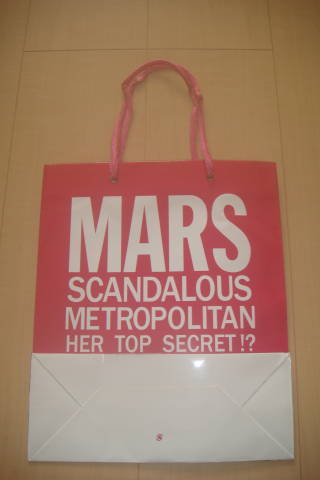 MARS
SCANDALOUS
METROPOLITAN
HER TOP SECRET!?